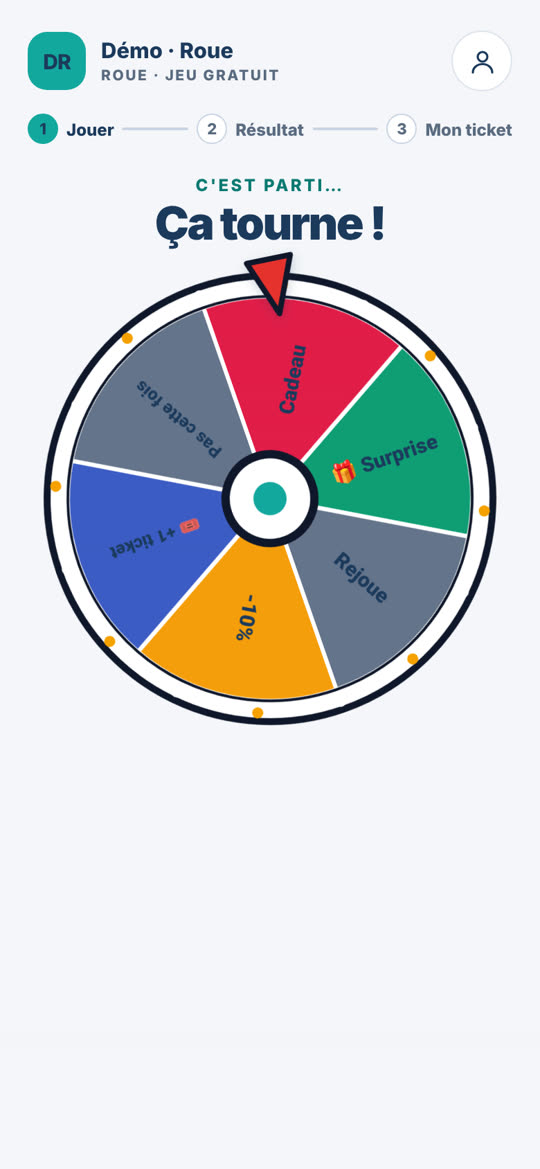 DR
Démo · Roue
ROUE · JEU GRATUIT
1 Jouer
2 Résultat
3 Mon ticket
C'EST PARTI…
Ça tourne !
Cadeau
🎁 Surprise
Rejoue
-10%
🎟️ +1 ticket
Pas cette fois